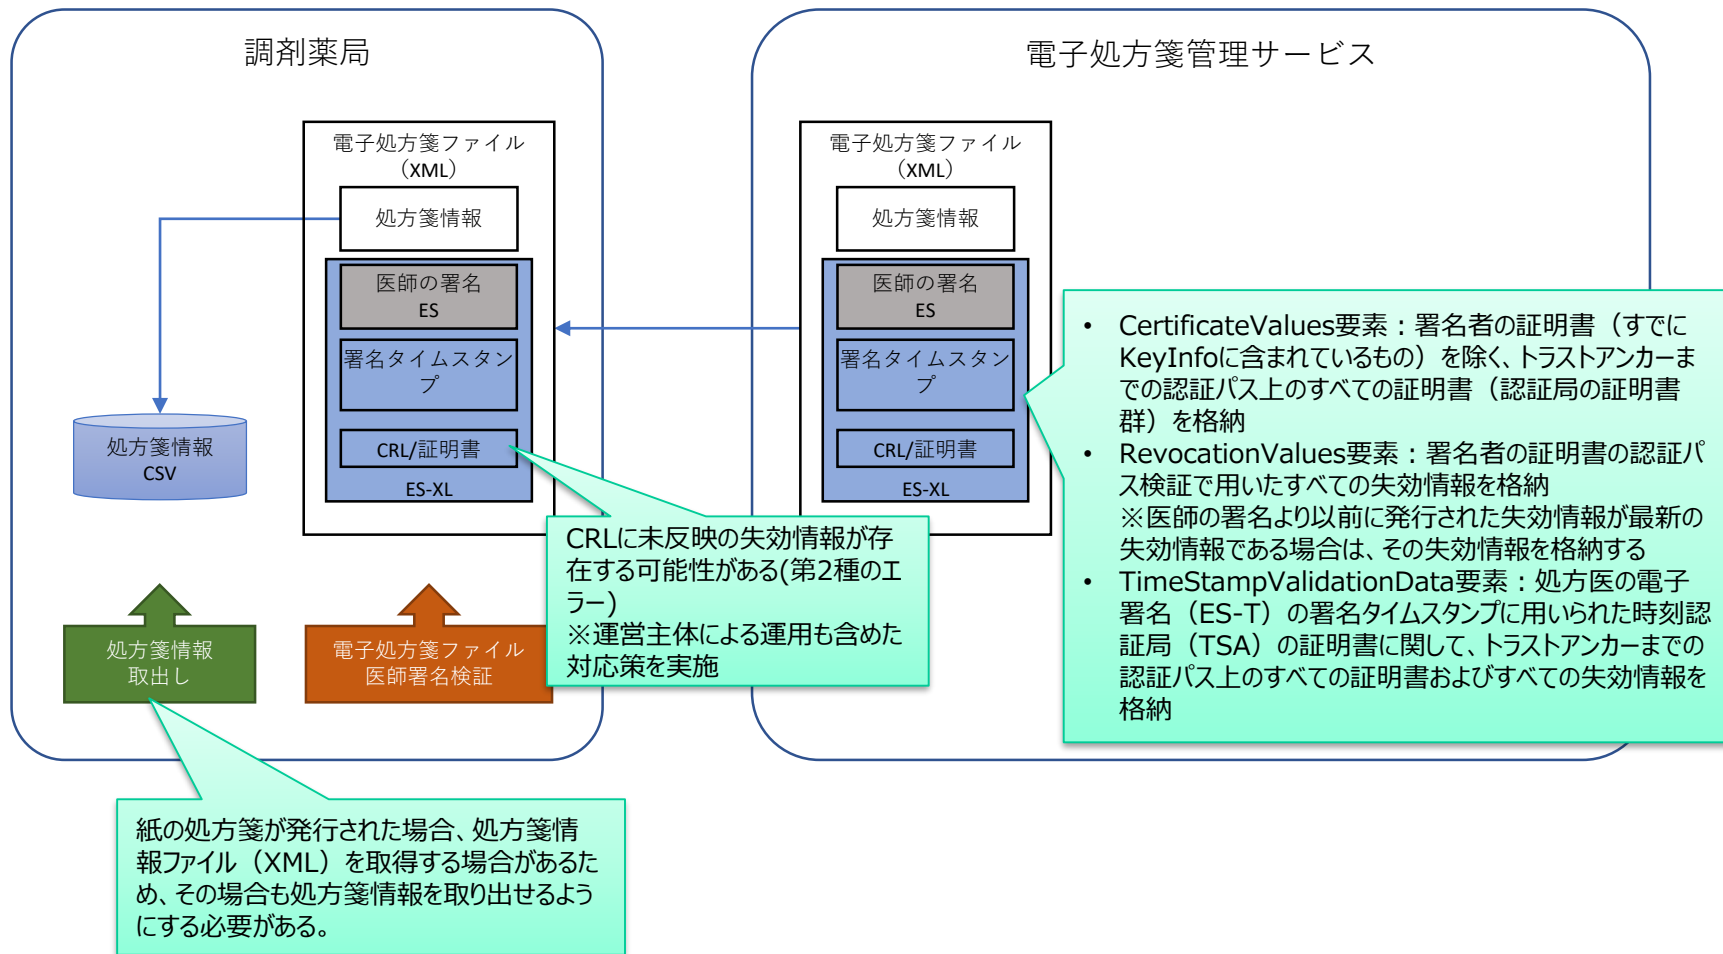 調剤薬局
電子処方箋ファイル
（XML）
処方箋情報
医師の署名
ES
署名タイムスタン
プ
CRL/証明書
ES-XL
処方箋情報
CSV
処方箋情報
取出し
電子処方箋ファイル
医師署名検証
CRLに未反映の失効情報が存
在する可能性がある(第2種のエ
ラー)
※運営主体による運用も含めた
対応策を実施
紙の処方箋が発行された場合、処方箋情
報ファイル（XML）を取得する場合があるた
め、その場合も処方箋情報を取り出せるよう
にする必要がある。
電子処方箋管理サービス
電子処方箋ファイル
（XML）
処方箋情報
医師の署名
ES
署名タイムスタン
プ
CRL/証明書
ES-XL
• CertificateValues要素：署名者の証明書（すでに
KeyInfoに含まれているもの）を除く、トラストアンカーま
での認証パス上のすべての証明書（認証局の証明書
群）を格納
• RevocationValues要素：署名者の証明書の認証パ
ス検証で用いたすべての失効情報を格納
※医師の署名より以前に発行された失効情報が最新の
失効情報である場合は、その失効情報を格納する
• TimeStampValidationData要素：処方医の電子
署名（ES-T）の署名タイムスタンプに用いられた時刻認
証局（TSA）の証明書に関して、トラストアンカーまでの
認証パス上のすべての証明書およびすべての失効情報を
格納